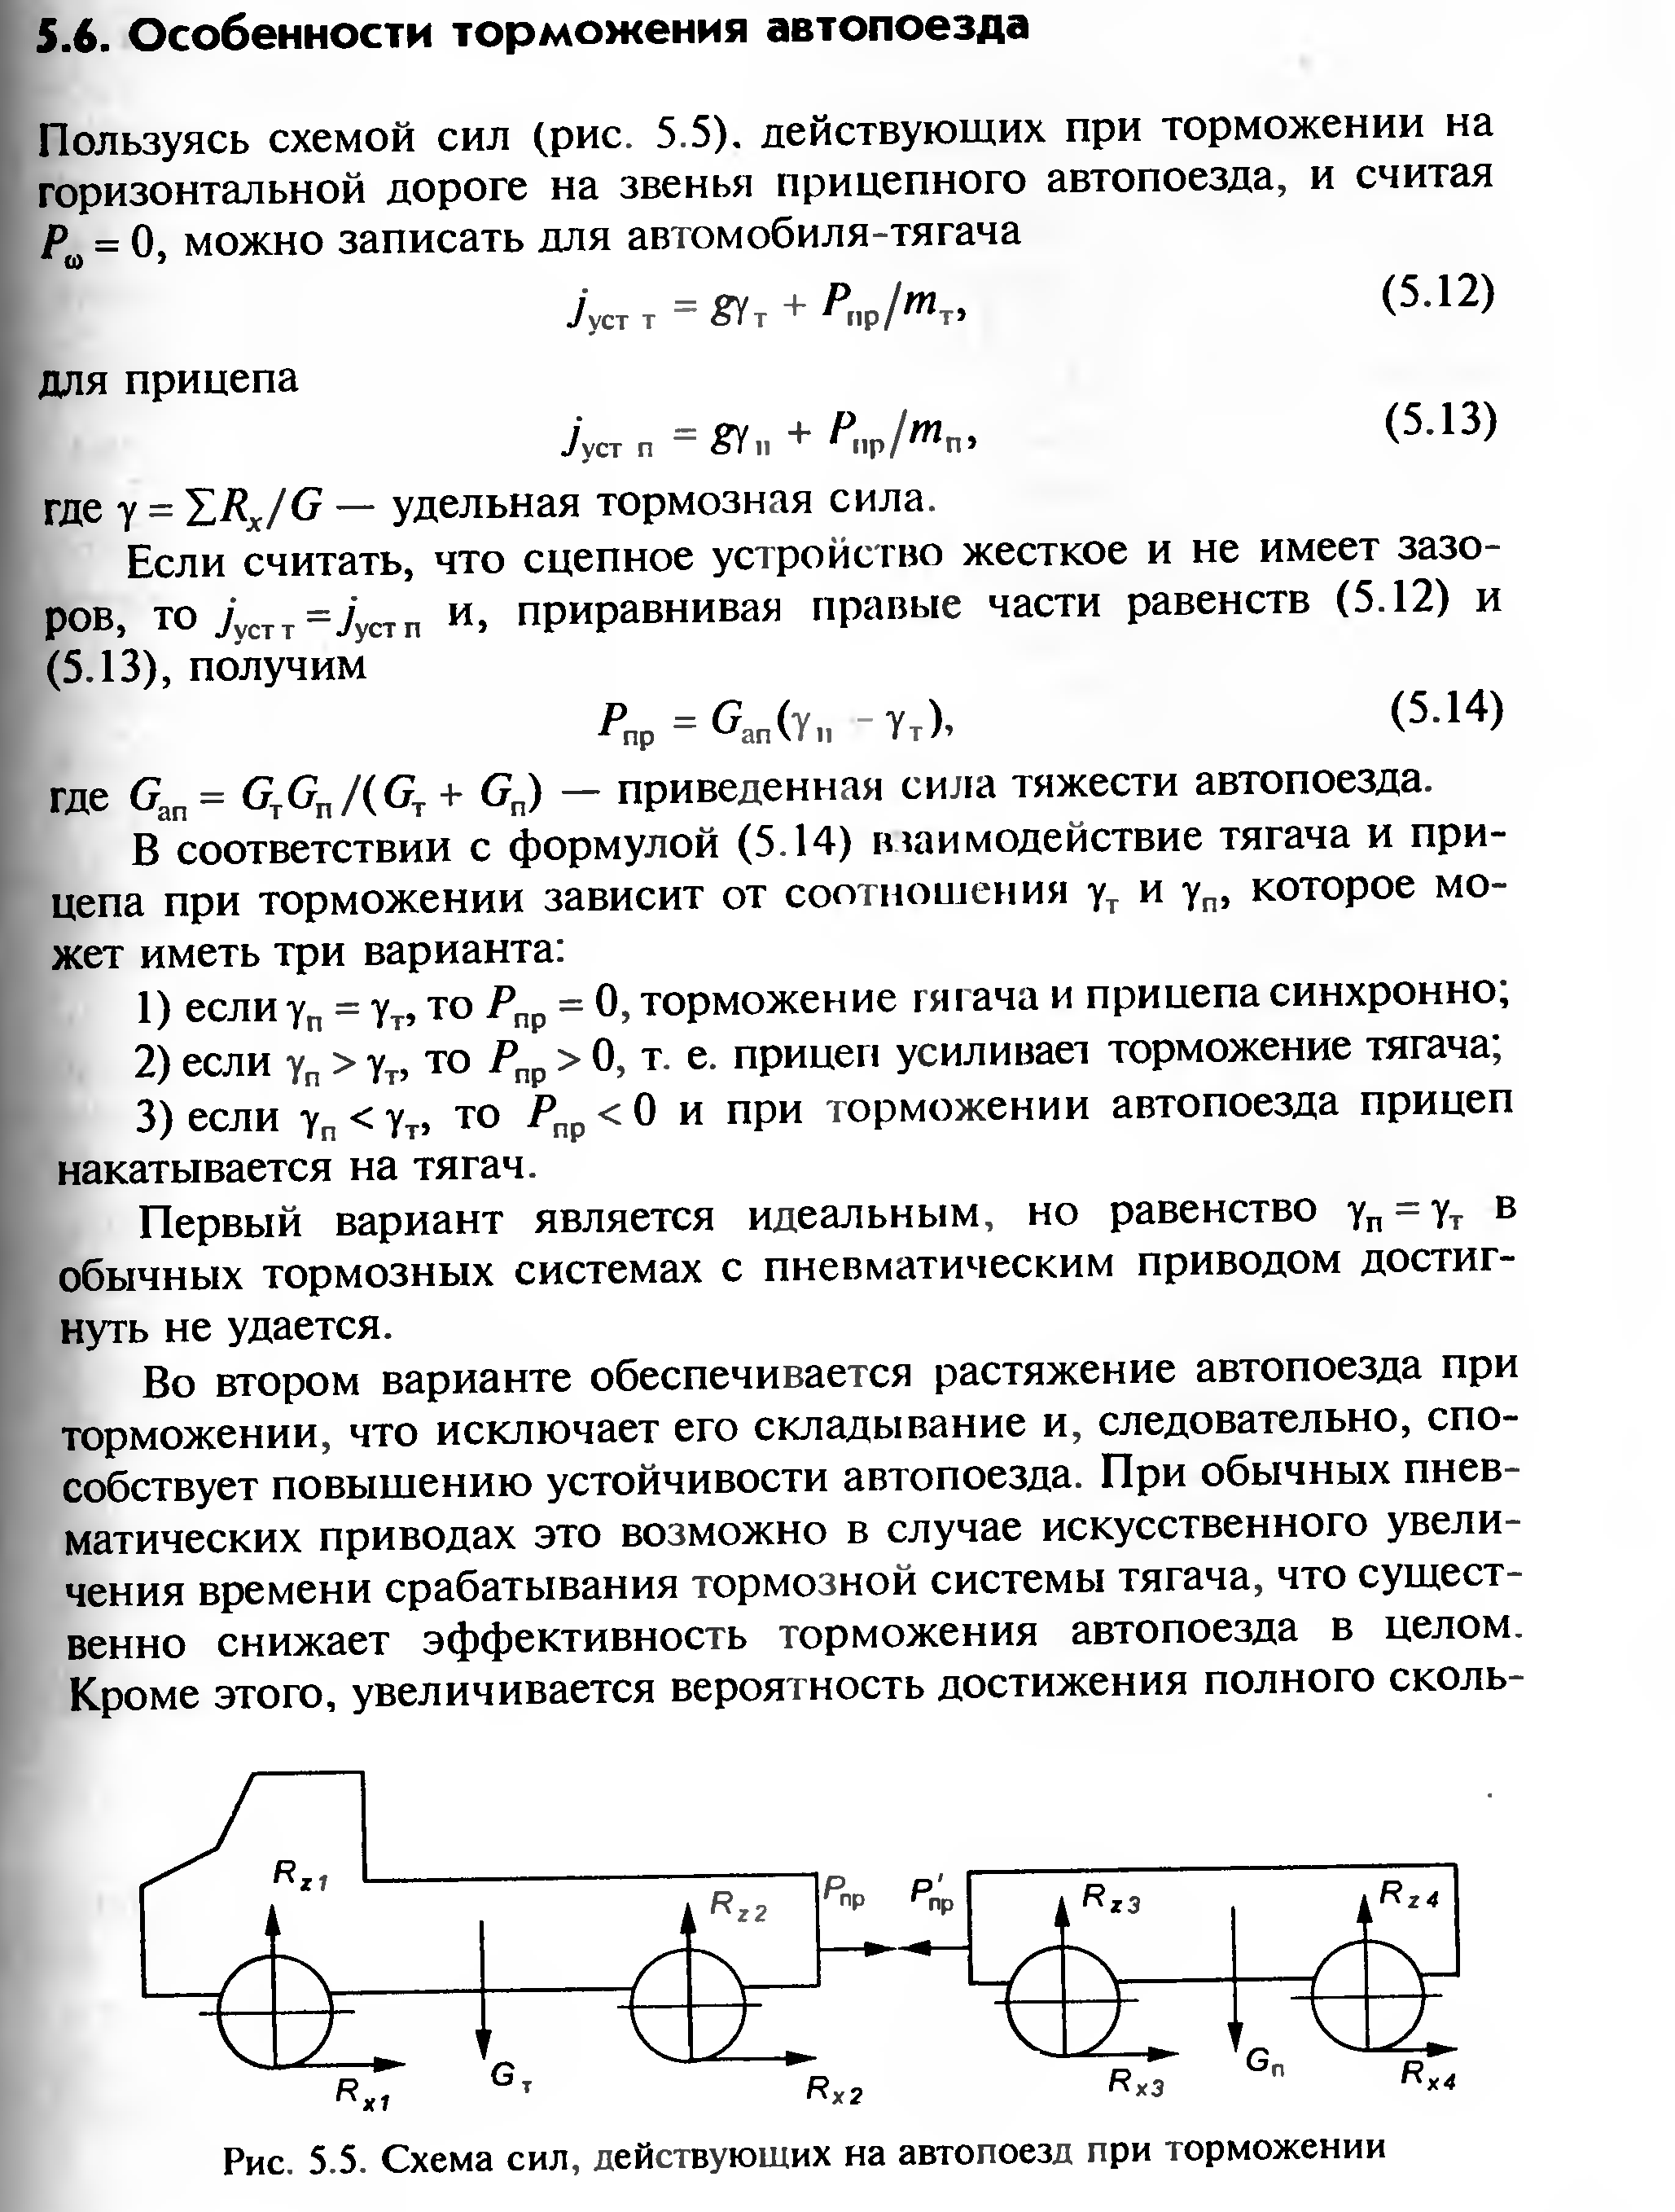 5.6. Особенности торможения автопоезда
Пользуясь схемой сил (рис. 5.5). действующих при торможении на
горизонтальной дороге на звенья прицепного автопоезда, и считая
P_ω = 0, можно записать для автомобиля-тягача
j_уст т = gγ_т + P_пр/m_т, (5.12)
для прицепа
j_уст п = gγ_п + P_пр/m_п, (5.13)
где γ = ∑R_x/G — удельная тормозная сила.
Если считать, что сцепное устройство жесткое и не имеет зазо-
ров, то j_уст т = j_уст п и, приравнивая правые части равенств (5.12) и
(5.13), получим
P_пр = G_ап(γ_п - γ_т), (5.14)
где G_ап = G_тG_п/(G_т + G_п) — приведенная сила тяжести автопоезда.
В соответствии с формулой (5.14) взаимодействие тягача и при-
цепа при торможении зависит от соотношения γ_т и γ_п, которое мо-
жет иметь три варианта:
1) если γ_п = γ_т, то P_пр = 0, торможение тягача и прицепа синхронно;
2) если γ_п > γ_т, то P_пр > 0, т. е. прицеп усиливает торможение тягача;
3) если γ_п < γ_т, то P_пр < 0 и при торможении автопоезда прицеп
накатывается на тягач.
Первый вариант является идеальным, но равенство γ_п = γ_т в
обычных тормозных системах с пневматическим приводом достиг-
нуть не удается.
Во втором варианте обеспечивается растяжение автопоезда при
торможении, что исключает его складывание и, следовательно, спо-
собствует повышению устойчивости автопоезда. При обычных пнев-
матических приводах это возможно в случае искусственного увели-
чения времени срабатывания тормозной системы тягача, что сущест-
венно снижает эффективность торможения автопоезда в целом.
Кроме этого, увеличивается вероятность достижения полного сколь-
R_z1 R_z2 P_пр P'_пр R_z3 R_z4
R_x1 G_т R_x2 R_x3 G_п R_x4
Рис. 5.5. Схема сил, действующих на автопоезд при торможении